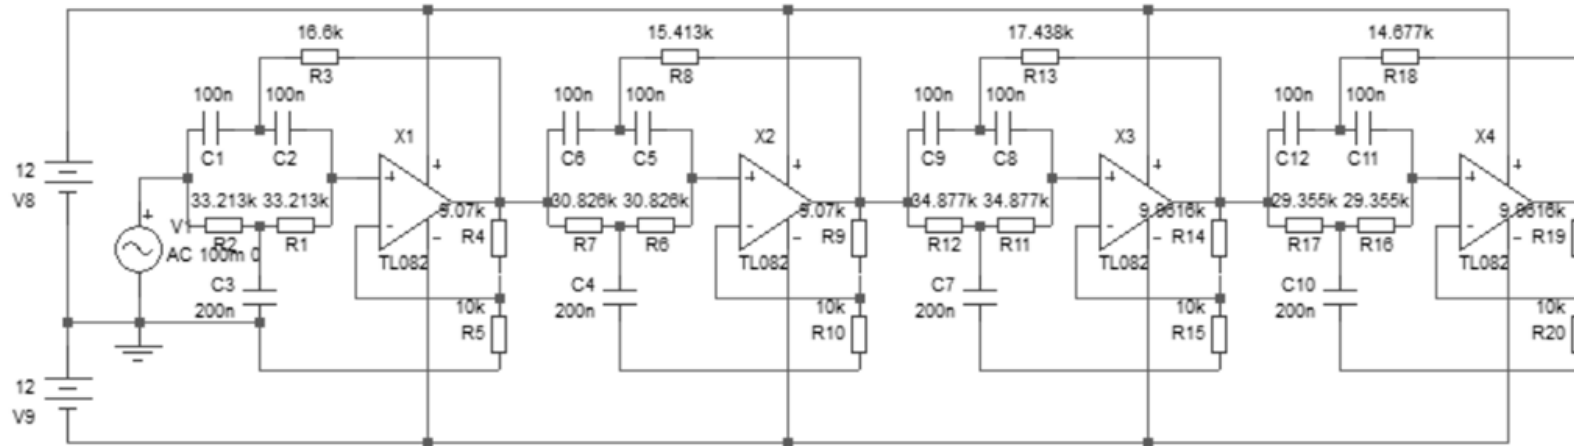 16.6k
R3
100n
100n
C1
C2
X1
33.213k
33.213k
R2
R1
9.07k
R4
TL082
C3
200n
10k
R5
12
V8
V1
AC 100m 0
12
V9
15.413k
R8
100n
100n
C6
C5
X2
30.826k
30.826k
R7
R6
9.07k
R9
TL082
C4
200n
10k
R10
17.438k
R13
100n
100n
C9
C8
X3
34.877k
34.877k
R12
R11
9.8616k
R14
TL082
C7
200n
10k
R15
14.677k
R18
100n
100n
C12
C11
X4
29.355k
29.355k
R17
R16
9.8616k
R19
TL082
C10
200n
10k
R20